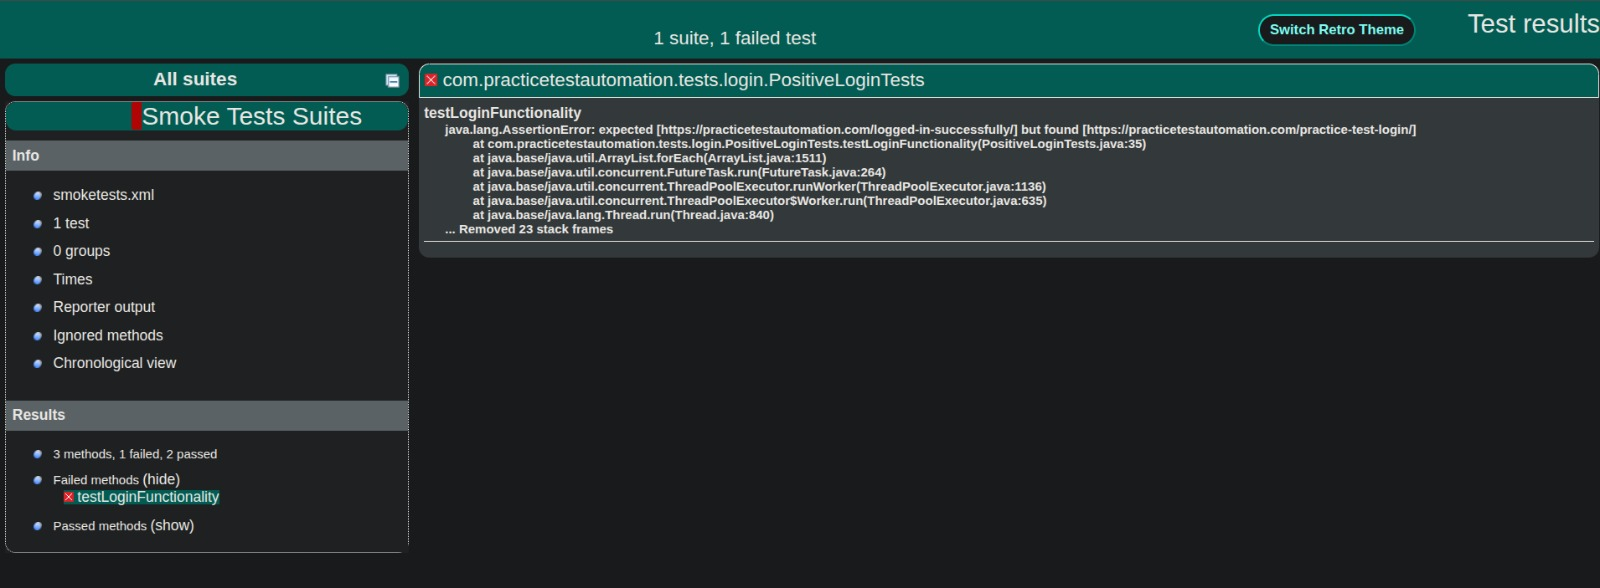 1 suite, 1 failed test
Switch Retro Theme
Test results
All suites
Smoke Tests Suites
Info
smoketests.xml
1 test
0 groups
Times
Reporter output
Ignored methods
Chronological view
Results
3 methods, 1 failed, 2 passed
Failed methods (hide)
testLoginFunctionality
Passed methods (show)
com.practicetestautomation.tests.login.PositiveLoginTests
testLoginFunctionality
java.lang.AssertionError: expected [https://practicetestautomation.com/logged-in-successfully/] but found [https://practicetestautomation.com/practice-test-login/]
at com.practicetestautomation.tests.login.PositiveLoginTests.testLoginFunctionality(PositiveLoginTests.java:35)
at java.base/java.util.ArrayList.forEach(ArrayList.java:1511)
at java.base/java.util.concurrent.FutureTask.run(FutureTask.java:264)
at java.base/java.util.concurrent.ThreadPoolExecutor.runWorker(ThreadPoolExecutor.java:1136)
at java.base/java.util.concurrent.ThreadPoolExecutor$Worker.run(ThreadPoolExecutor.java:635)
at java.base/java.lang.Thread.run(Thread.java:840)
... Removed 23 stack frames